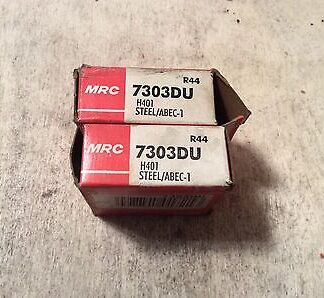 R44
MRC 7303DU
H401
STEEL/ABEC-1
R44
MRC 7303DU
H401
STEEL/ABEC-1